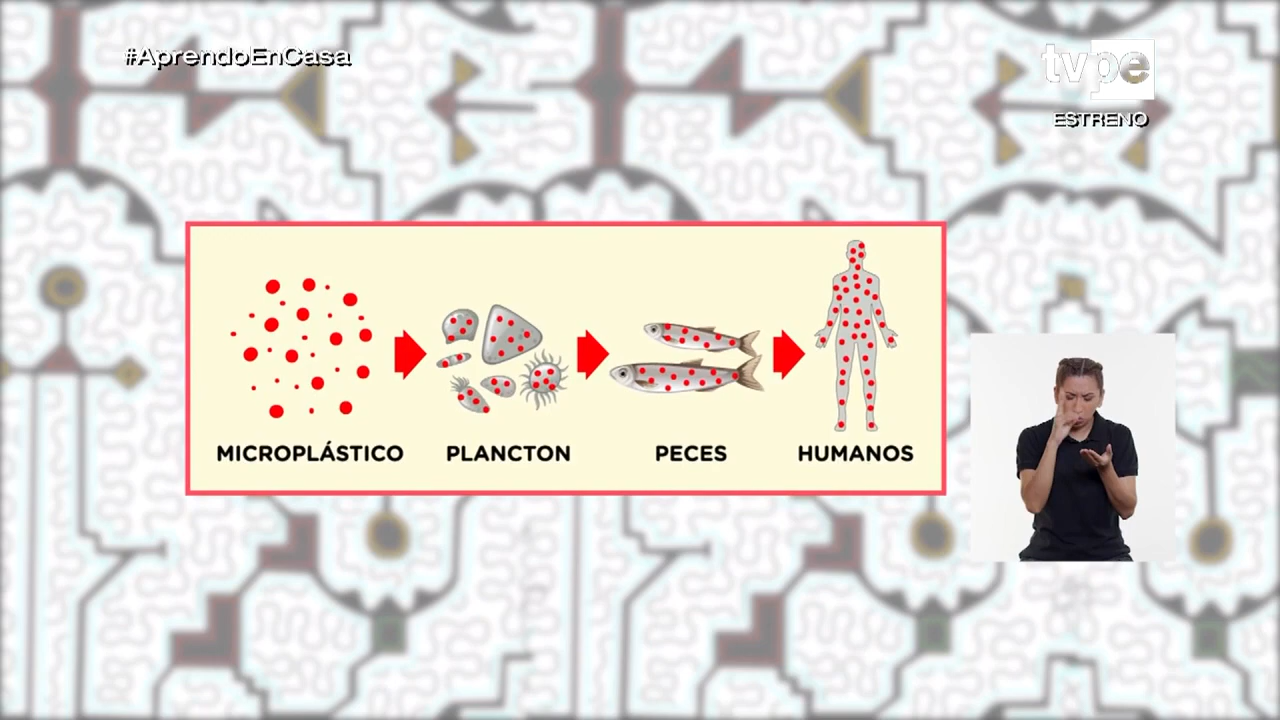 #AprendoEnCasa
tvpe
ESTRENO
MICROPLÁSTICO
PLANCTON
PECES
HUMANOS